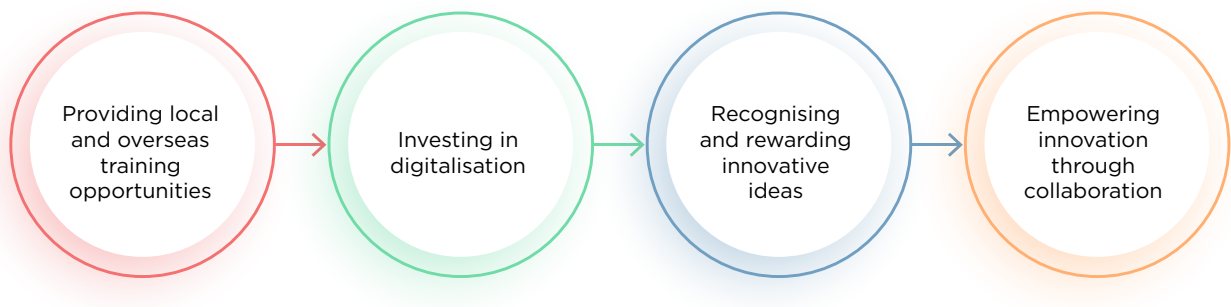 Providing local
and overseas
training
opportunities
Investing in
digitalisation
Recognising
and rewarding
innovative
ideas
Empowering
innovation
through
collaboration